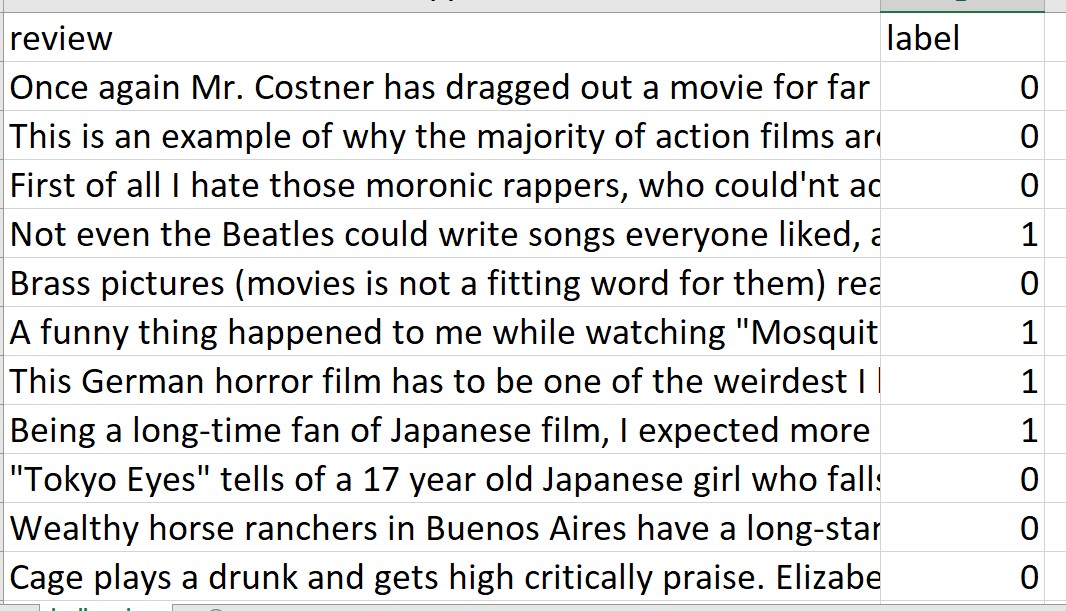 review label
Once again Mr. Costner has dragged out a movie for far 0
This is an example of why the majority of action films are 0
First of all I hate those moronic rappers, who could'nt ac 0
Not even the Beatles could write songs everyone liked, a 1
Brass pictures (movies is not a fitting word for them) rea 0
A funny thing happened to me while watching "Mosquit 1
This German horror film has to be one of the weirdest I 1
Being a long-time fan of Japanese film, I expected more 1
"Tokyo Eyes" tells of a 17 year old Japanese girl who falls 0
Wealthy horse ranchers in Buenos Aires have a long-star 0
Cage plays a drunk and gets high critically praise. Elizabe 0